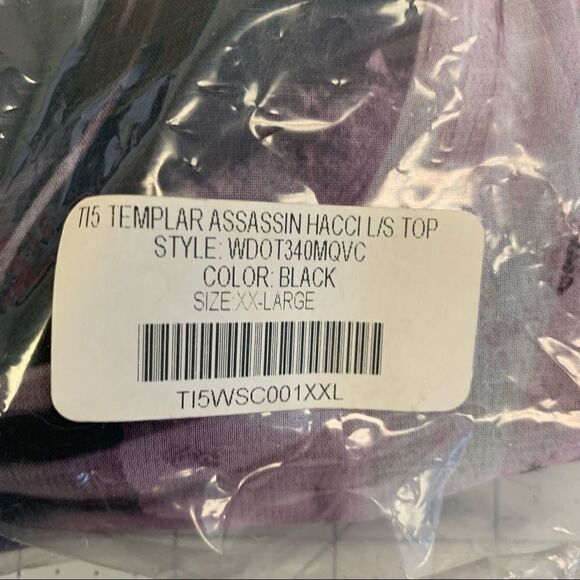 TI5 TEMPLAR ASSASSIN HACCI L/S TOP
STYLE: WDOT340MQVC
COLOR: BLACK
SIZE:XX-LARGE
TI5WSC001XXL